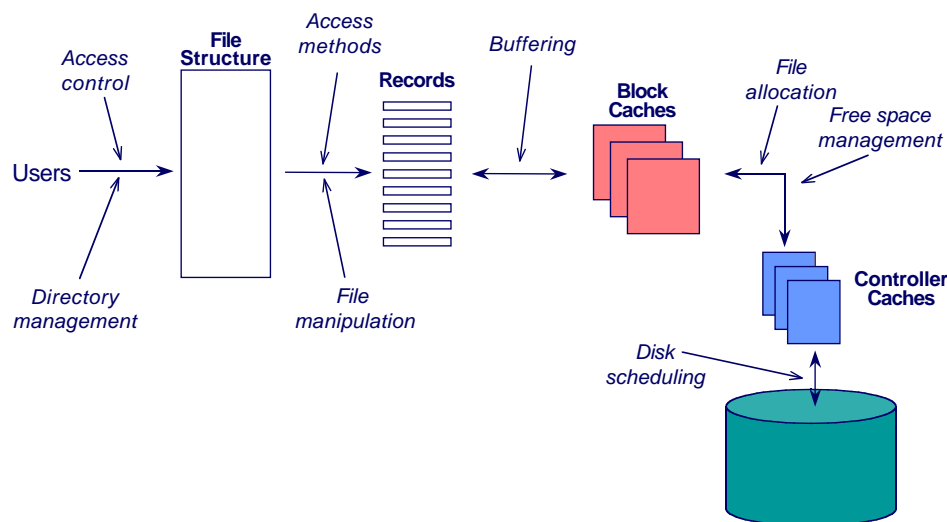 Access
control
File
Structure
Access
methods
Records
Buffering
Block
Caches
File
allocation
Free space
management
Users
Directory
management
File
manipulation
Controller
Caches
Disk
scheduling